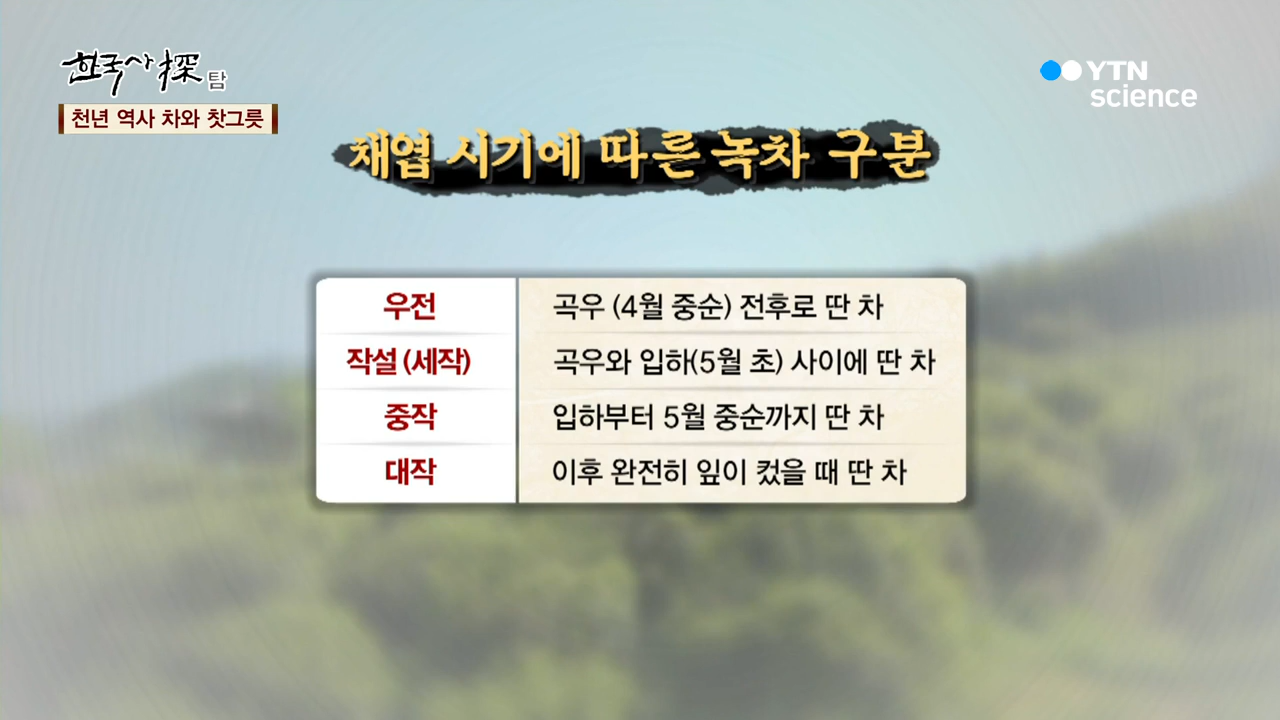 한국사 探 탐
천년 역사 차와 찻그릇
YTN
science
채엽 시기에 따른 녹차 구분
우전 곡우 (4월 중순) 전후로 딴 차
작설 (세작) 곡우와 입하(5월 초) 사이에 딴 차
중작 입하부터 5월 중순까지 딴 차
대작 이후 완전히 잎이 컸을 때 딴 차